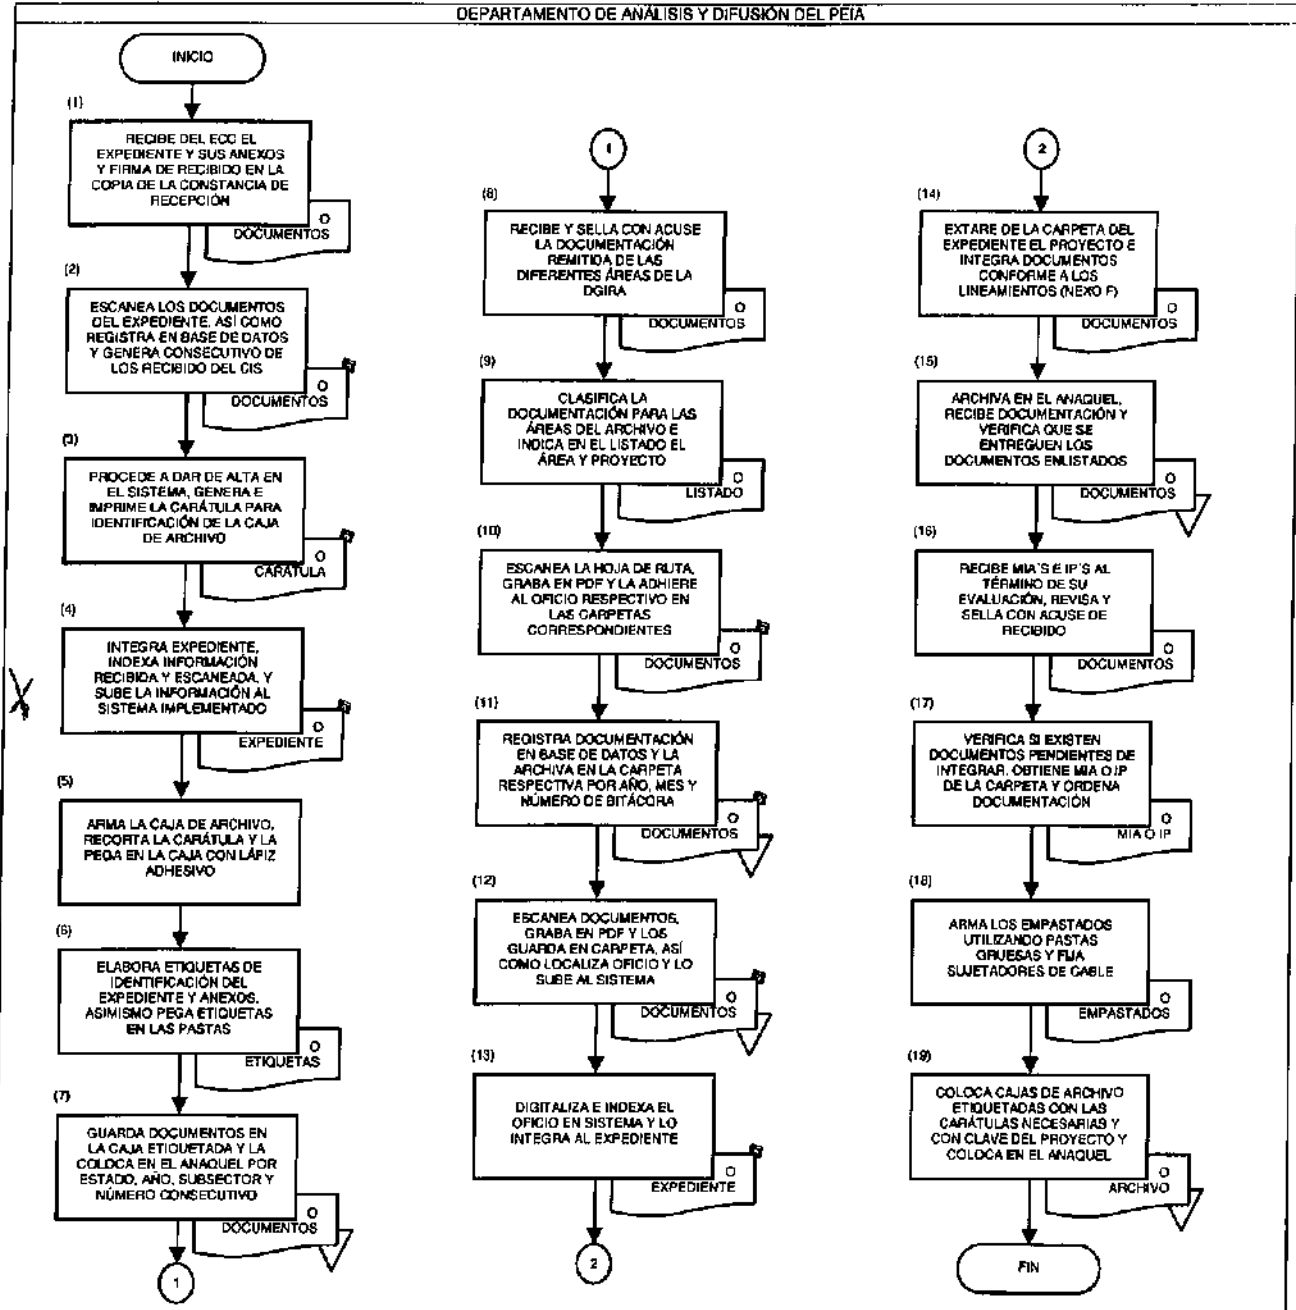 DEPARTAMENTO DE ANÁLISIS Y DIFUSIÓN DEL PEIA
INICIO
(1)
RECIBE DEL ECC EL
EXPEDIENTE Y SUS ANEXOS
Y FIRMA DE RECIBIDO EN LA
COPIA DE LA CONSTANCIA DE
RECEPCIÓN
O
DOCUMENTOS
(2)
ESCANEA LOS DOCUMENTOS
DEL EXPEDIENTE, ASÍ COMO
REGISTRA EN BASE DE DATOS
Y GENERA CONSECUTIVO DE
LOS RECIBIDO DEL CIS
O
DOCUMENTOS
(3)
PROCEDE A DAR DE ALTA EN
EL SISTEMA, GENERA E
IMPRIME LA CARÁTULA PARA
IDENTIFICACIÓN DE LA CAJA
DE ARCHIVO
O
CARÁTULA
(4)
INTEGRA EXPEDIENTE,
INDEXA INFORMACIÓN
RECIBIDA Y ESCANEADA, Y
SUBE LA INFORMACIÓN AL
SISTEMA IMPLEMENTADO
O
EXPEDIENTE
(5)
ARMA LA CAJA DE ARCHIVO,
RECORTA LA CARÁTULA Y LA
PEGA EN LA CAJA CON LÁPIZ
ADHESIVO
(6)
ELABORA ETIQUETAS DE
IDENTIFICACIÓN DEL
EXPEDIENTE Y ANEXOS,
ASIMISMO PEGA ETIQUETAS
EN LAS PASTAS
O
ETIQUETAS
(7)
GUARDA DOCUMENTOS EN
LA CAJA ETIQUETADA Y LA
COLOCA EN EL ANAQUEL POR
ESTADO, AÑO, SUBSECTOR Y
NÚMERO CONSECUTIVO
O
DOCUMENTOS
1
1
(8)
RECIBE Y SELLA CON ACUSE
LA DOCUMENTACIÓN
REMITIDA DE LAS
DIFERENTES ÁREAS DE LA
DGIRA
O
DOCUMENTOS
(9)
CLASIFICA LA
DOCUMENTACIÓN PARA LAS
ÁREAS DEL ARCHIVO E
INDICA EN EL LISTADO EL
ÁREA Y PROYECTO
O
LISTADO
(10)
ESCANEA LA HOJA DE RUTA,
GRABA EN PDF Y LA ADHIERE
AL OFICIO RESPECTIVO EN
LAS CARPETAS
CORRESPONDIENTES
O
DOCUMENTOS
(11)
REGISTRA DOCUMENTACIÓN
EN BASE DE DATOS Y LA
ARCHIVA EN LA CARPETA
RESPECTIVA POR AÑO, MES Y
NÚMERO DE BITÁCORA
O
DOCUMENTOS
(12)
ESCANEA DOCUMENTOS,
GRABA EN PDF Y LOS
GUARDA EN CARPETA, ASÍ
COMO LOCALIZA OFICIO Y LO
SUBE AL SISTEMA
O
DOCUMENTOS
(13)
DIGITALIZA E INDEXA EL
OFICIO EN SISTEMA Y LO
INTEGRA AL EXPEDIENTE
O
EXPEDIENTE
2
2
(14)
EXTARE DE LA CARPETA DEL
EXPEDIENTE EL PROYECTO E
INTEGRA DOCUMENTOS
CONFORME A LOS
LINEAMIENTOS (NEXO F)
O
DOCUMENTOS
(15)
ARCHIVA EN EL ANAQUEL,
RECIBE DOCUMENTACIÓN Y
VERIFICA QUE SE
ENTREGUEN LOS
DOCUMENTOS ENLISTADOS
O
DOCUMENTOS
(16)
RECIBE MIA'S E IP'S AL
TÉRMINO DE SU
EVALUACIÓN, REVISA Y
SELLA CON ACUSE DE
RECIBIDO
O
DOCUMENTOS
(17)
VERIFICA SI EXISTEN
DOCUMENTOS PENDIENTES DE
INTEGRAR, OBTIENE MIA O IP
DE LA CARPETA Y ORDENA
DOCUMENTACIÓN
O
MIA O IP
(18)
ARMA LOS EMPASTADOS
UTILIZANDO PASTAS
GRUESAS Y FIJA
SUJETADORES DE CABLE
O
EMPASTADOS
(19)
COLOCA CAJAS DE ARCHIVO
ETIQUETADAS CON LAS
CARÁTULAS NECESARIAS Y
CON CLAVE DEL PROYECTO Y
COLOCA EN EL ANAQUEL
O
ARCHIVO
FIN